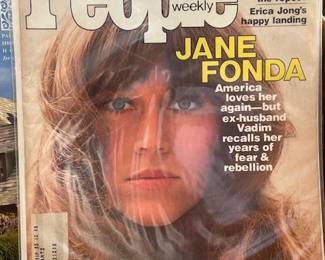 People
weekly
Erica Jong's
happy landing
JANE
FONDA
America
loves her
again—but
ex-husband
Vadim
recalls her
years of
fear &
rebellion